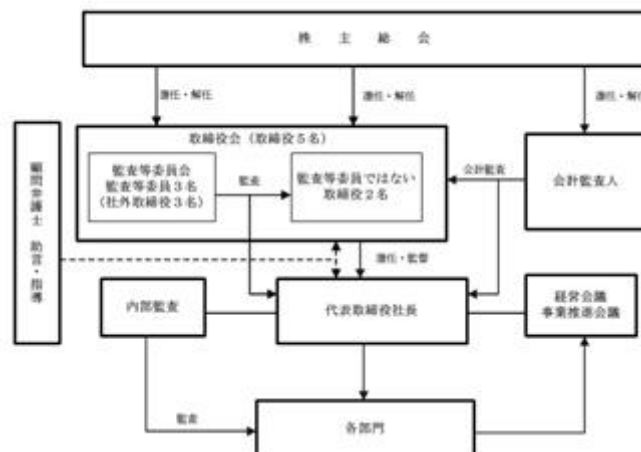 株主総会
選任・解任
選任・解任
選任・解任
取締役会（取締役５名）
監査等委員会
監査等委員３名
（社外取締役３名）
監査
監査等委員ではない
取締役２名
会計監査
会計監査人
顧問弁護士 助言・指導
選任・監督
内部監査
代表取締役社長
経営会議
事業推進会議
監査
各部門